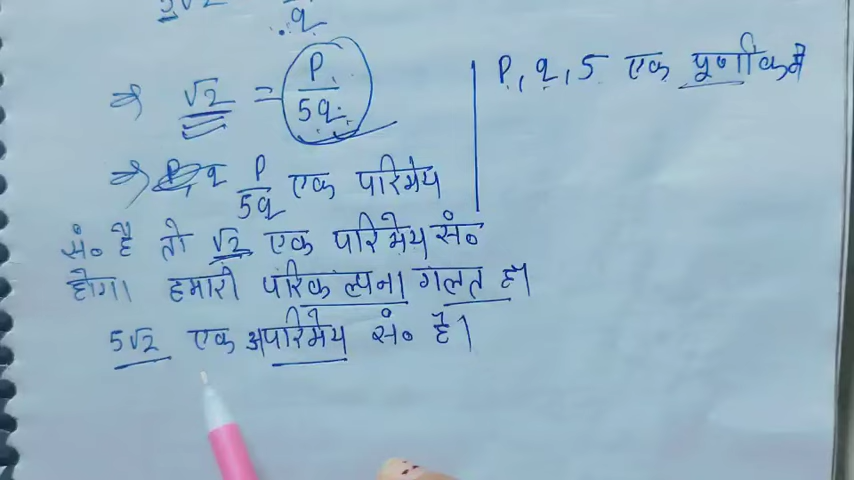 q
⇒ √2 = P/5q
P, q, 5 एक पूर्णांक में
⇒ q P/5q एक परिमेय
सं० है तो √2 एक परिमेय सं०
होगा। हमारी परिकल्पना गलत है।
5√2 एक अपरिमेय सं० है।